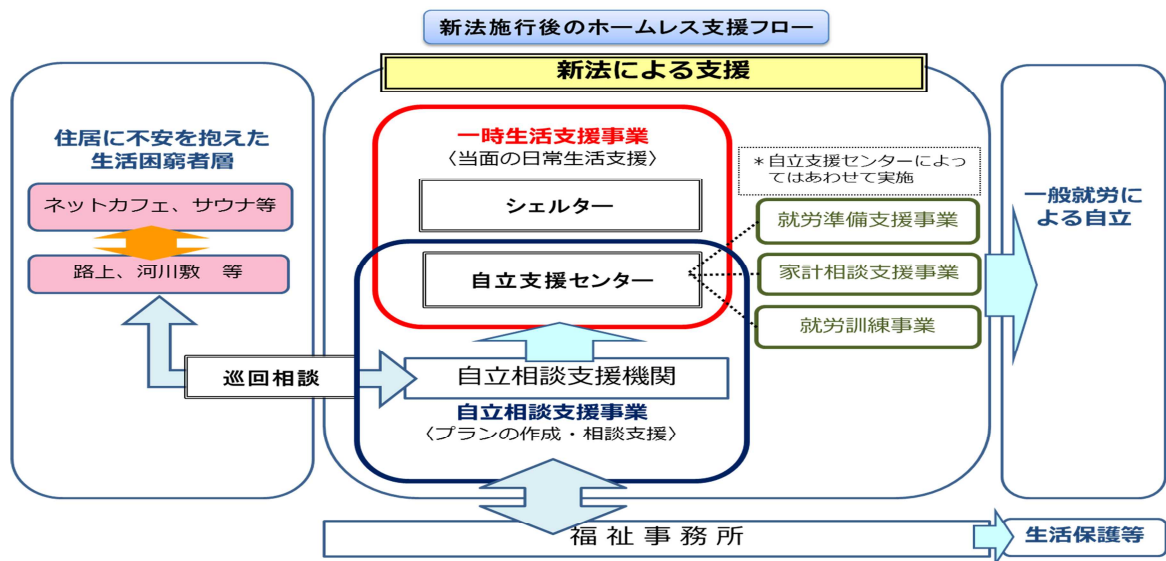 新法施行後のホームレス支援フロー
新法による支援
住居に不安を抱えた
生活困窮者層
ネットカフェ、サウナ等
路上、河川敷　等
巡回相談
一時生活支援事業
〈当面の日常生活支援〉
シェルター
自立支援センター
自立相談支援機関
自立相談支援事業
〈プランの作成・相談支援〉
＊自立支援センターによっ
てはあわせて実施
就労準備支援事業
家計相談支援事業
就労訓練事業
一般就労に
よる自立
福祉事務所
生活保護等